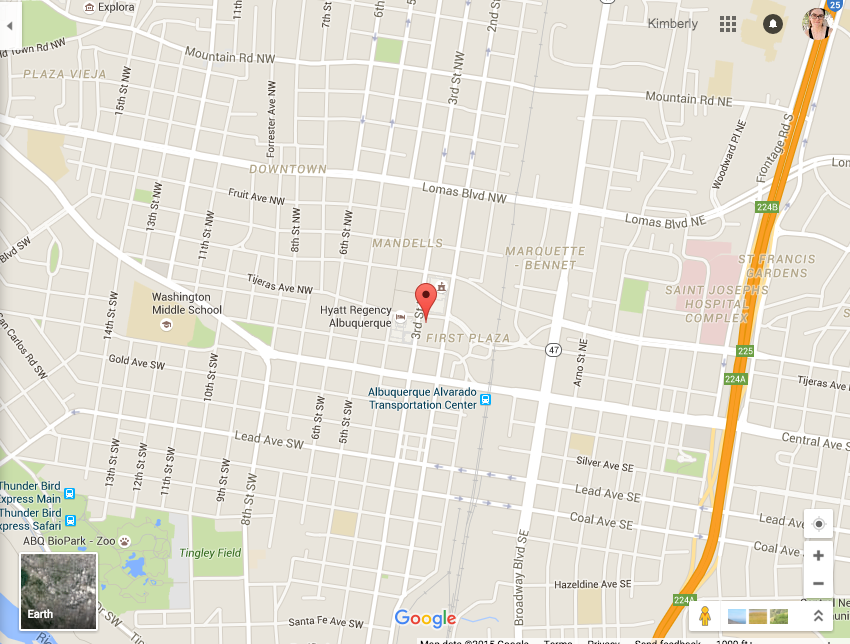 Explora
25
Kimberly
Mountain Rd NW
PLAZA VIEJA
15th St NW
Forrester Ave NW
7th St
6th St
3rd St NW
2nd St
Mountain Rd NE
Woodward Pl NE
Frontage Rd S
DOWNTOWN
Lomas Blvd NW
Lomas Blvd NE
224B
Fruit Ave NW
13th St NW
11th St NW
8th St NW
6th St NW
MANDELLS
MARQUETTE
- BENNET
ST FRANCIS
GARDENS
SAINT JOSEPHS
HOSPITAL
COMPLEX
Blvd SW
Tijeras Ave NW
Washington
Middle School
14th St SW
Hyatt Regency
Albuquerque
3rd St
FIRST PLAZA
47
Arno St NE
225
224A
San Carlos Rd SW
Gold Ave SW
10th St SW
Tijeras Ave
Albuquerque Alvarado
Transportation Center
6th St SW
5th St SW
Lead Ave SW
Central Ave S
13th St SW
12th St SW
11th St SW
9th St SW
8th St SW
Silver Ave SE
Lead Ave SE
Coal Ave SE
Lead Ave
Coal Ave
Thunder Bird
Express Main
Thunder Bird
Express Safari
ABQ BioPark - Zoo
Tingley Field
Broadway Blvd SE
Hazeldine Ave SE
224A
Earth
Santa Fe Ave SW
Google
Map data ©2015 Google Terms Privacy Send feedback 1000 ft